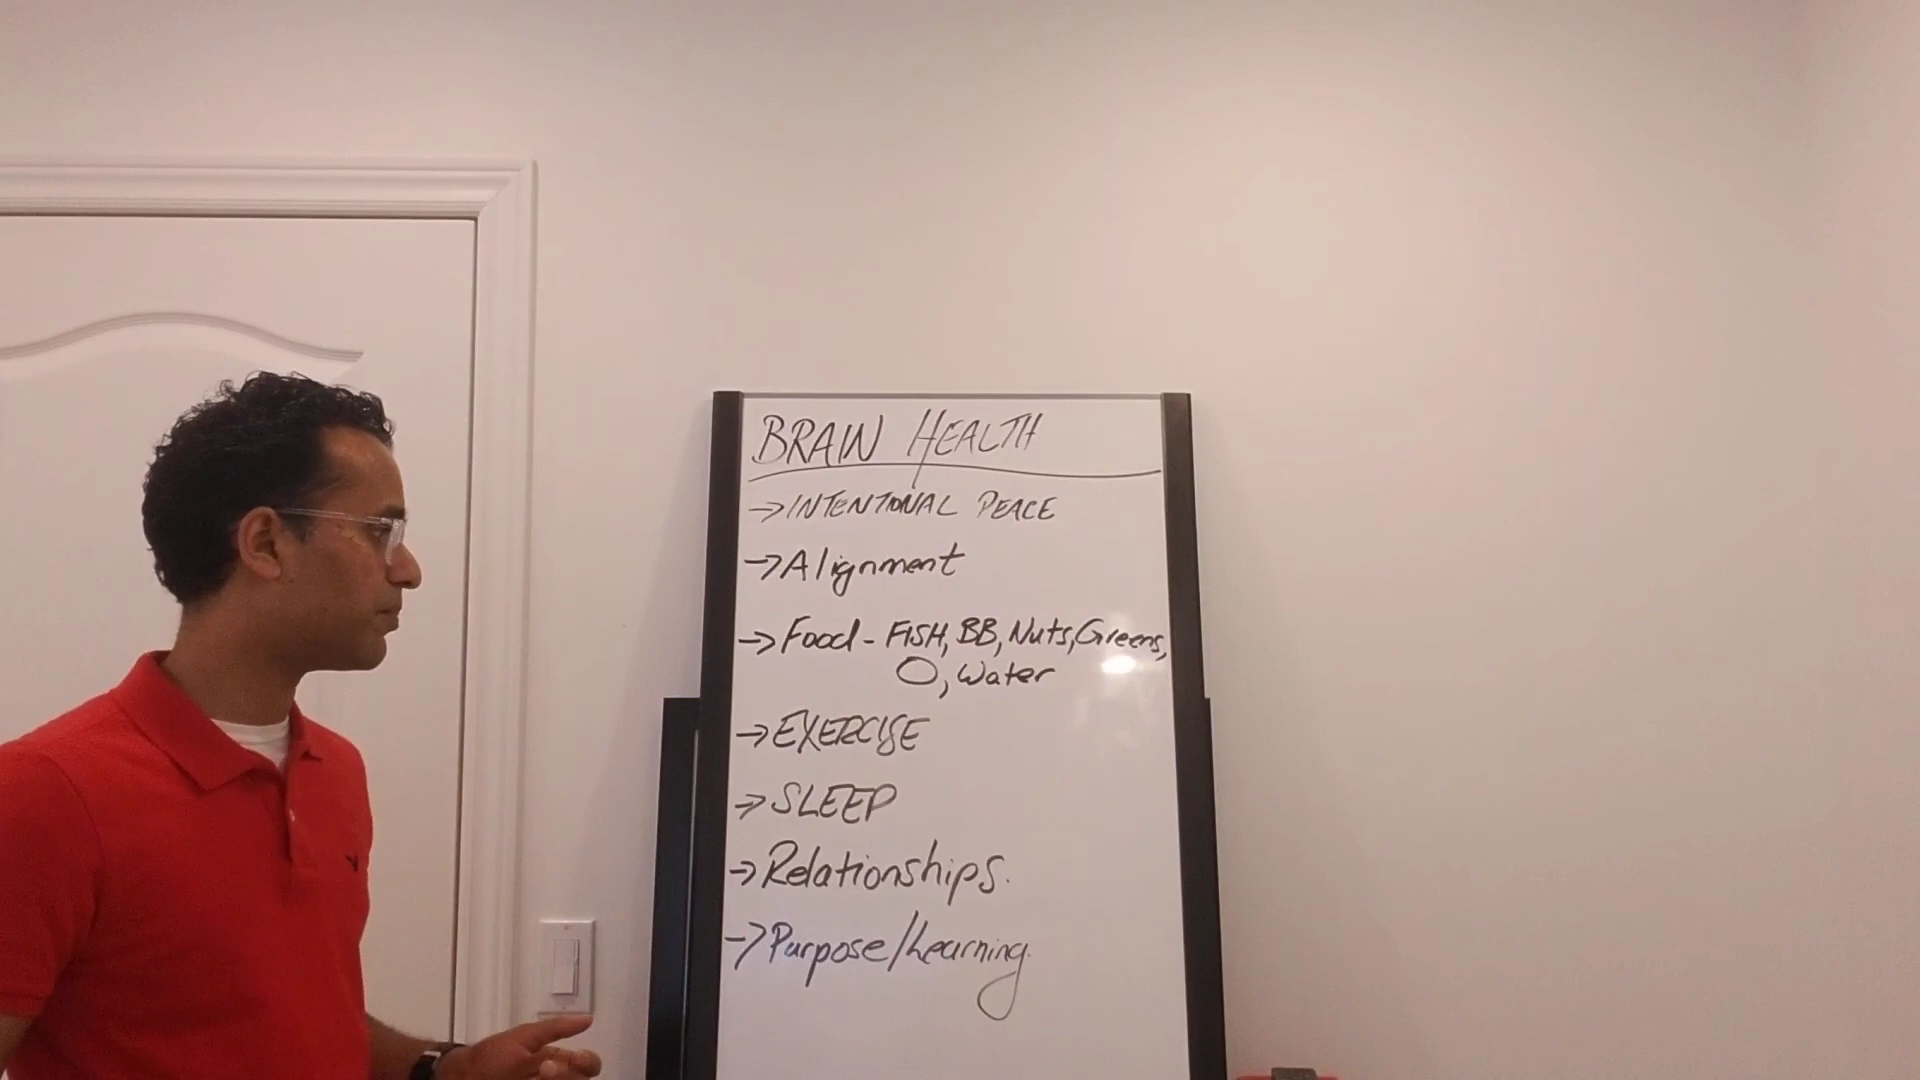 BRAIN HEALTH
→ INTENTIONAL PEACE
→ Alignment
→ Food - FISH, BB, Nuts, Greens,
O, Water
→ EXERCISE
→ SLEEP
→ Relationships.
→ Purpose/Learning.